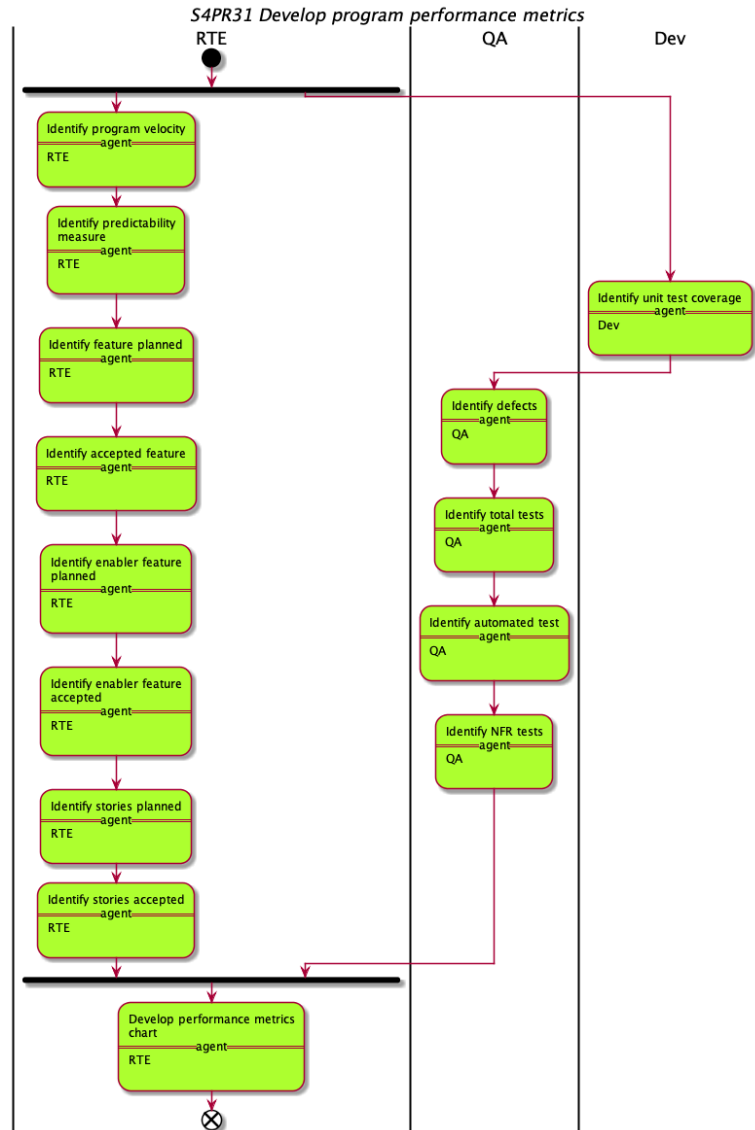 S4PR31 Develop program performance metrics
RTE
QA
Dev
Identify program velocity
agent
RTE
Identify predictability
measure
agent
RTE
Identify unit test coverage
agent
Dev
Identify feature planned
agent
RTE
Identify defects
agent
QA
Identify accepted feature
agent
RTE
Identify total tests
agent
QA
Identify enabler feature
planned
agent
RTE
Identify automated test
agent
QA
Identify enabler feature
accepted
agent
RTE
Identify NFR tests
agent
QA
Identify stories planned
agent
RTE
Identify stories accepted
agent
RTE
Develop performance metrics
chart
agent
RTE